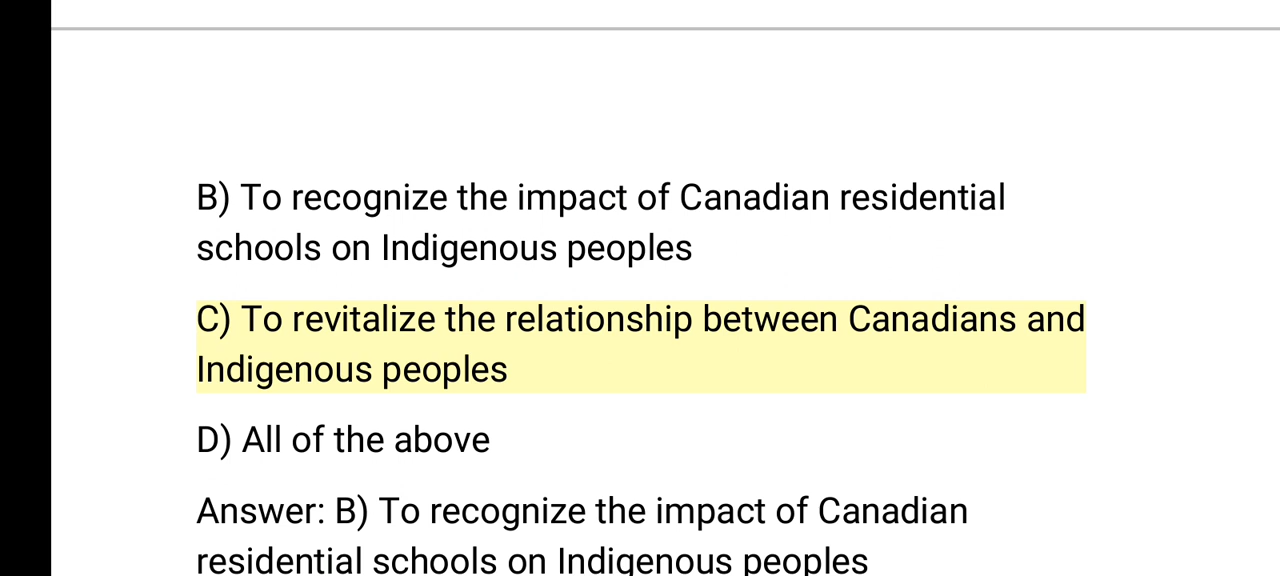 B) To recognize the impact of Canadian residential
schools on Indigenous peoples
C) To revitalize the relationship between Canadians and
Indigenous peoples
D) All of the above
Answer: B) To recognize the impact of Canadian
residential schools on Indigenous peoples